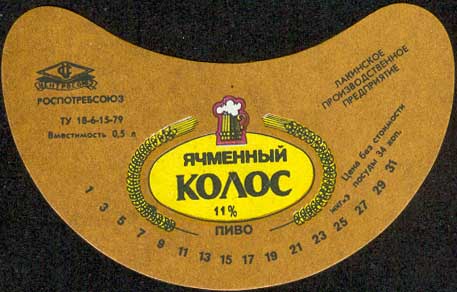 ЦЕНТРОСОЮЗ
РОСПОТРЕБСОЮЗ
ТУ 18-6-15-79
Вместимость 0,5 л
ЛАКИНСКОЕ
ПРОИЗВОДСТВЕННОЕ
ПРЕДПРИЯТИЕ
ЯЧМЕННЫЙ
КОЛОС
11%
ПИВО
Цена без стоимости
посуды 34 коп.
1 3 5 7 9 11 13 15 17 19 21 23 25 27 29 31